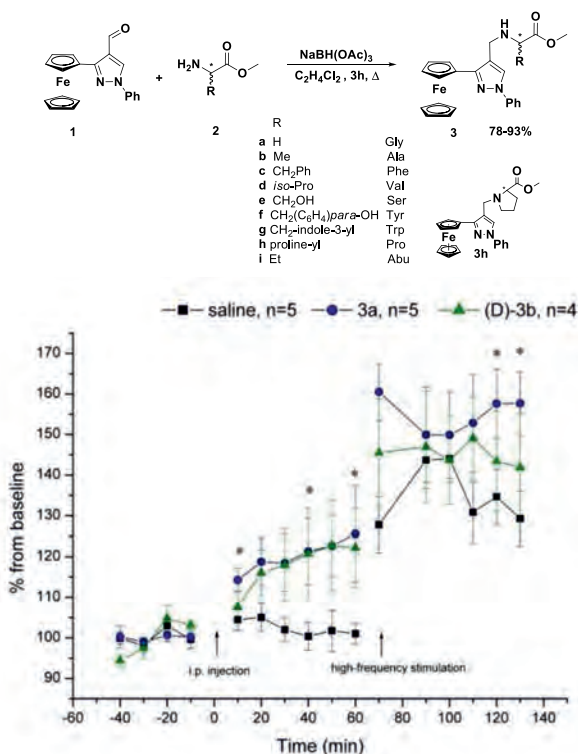 O
Fe
N
N
Ph
1
+
H₂N
*
O
O
R
2
NaBH(OAc)₃
C₂H₄Cl₂ , 3h, Δ
NH
*
O
O
R
Fe
N
N
Ph
3
78-93%
R
a H Gly
b Me Ala
c CH₂Ph Phe
d iso-Pro Val
e CH₂OH Ser
f CH₂(C₆H₄)para-OH Tyr
g CH₂-indole-3-yl Trp
h proline-yl Pro
i Et Abu
N
*
O
O
Fe
N
N
Ph
3h
saline, n=5 3a, n=5 (D)-3b, n=4
% from baseline
170
160
150
140
130
120
110
100
90
* * * * *
i.p. injection
high-frequency stimulation
-60 -40 -20 0 20 40 60 80 100 120 140
Time (min)